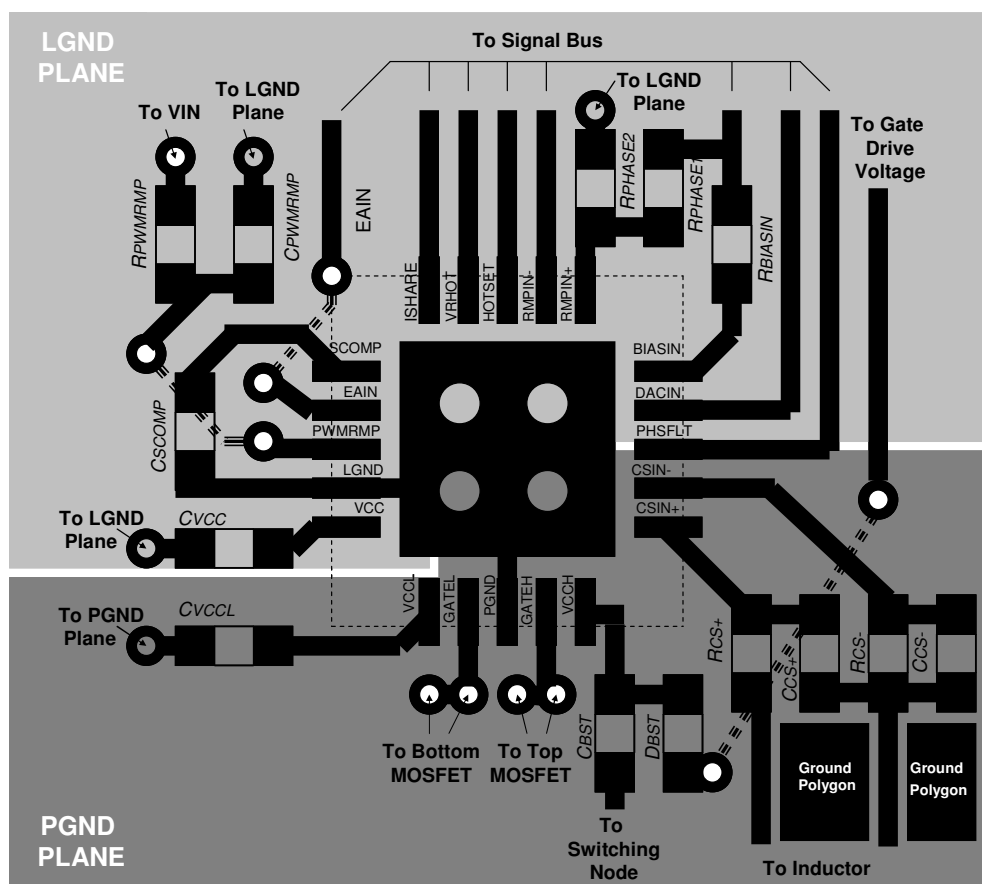 LGND
PLANE
To Signal Bus
To VIN
To LGND
Plane
To LGND
Plane
To Gate
Drive
Voltage
RPWMRMP
CPWMRMP
EAIN
RPHASE2
RPHASE1
RBIASIN
ISHARE
VRHOT
HOTSET
RMPIN-
RMPIN+
SCOMP
EAIN
PWMRMP
LGND
VCC
BIASIN
DACIN
PHSFLT
CSIN-
CSIN+
CSCOMP
CVCC
To LGND
Plane
VCCL
GATEL
PGND
GATEH
VCCH
CVCCL
To PGND
Plane
RCS+
CCS+
RCS-
CCS-
CBST
DBST
To Bottom
MOSFET
To Top
MOSFET
Ground
Polygon
Ground
Polygon
To
Switching
Node
To Inductor
PGND
PLANE